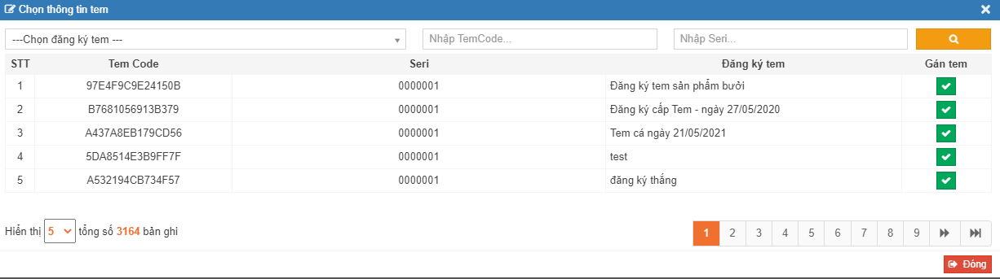 Chọn thông tin tem
---Chọn đăng ký tem --- Nhập TemCode... Nhập Seri...
STT Tem Code Seri Đăng ký tem Gán tem
1 97E4F9C9E24150B 0000001 Đăng ký tem sản phẩm bưởi
2 B7681056913B379 0000001 Đăng ký cấp Tem - ngày 27/05/2020
3 A437A8EB179CD56 0000001 Tem cá ngày 21/05/2021
4 5DA8514E3B9FF7F 0000001 test
5 A532194CB734F57 0000001 đăng ký thắng
Hiển thị 5 tổng số 3164 bản ghi 1 2 3 4 5 6 7 8 9
Đóng